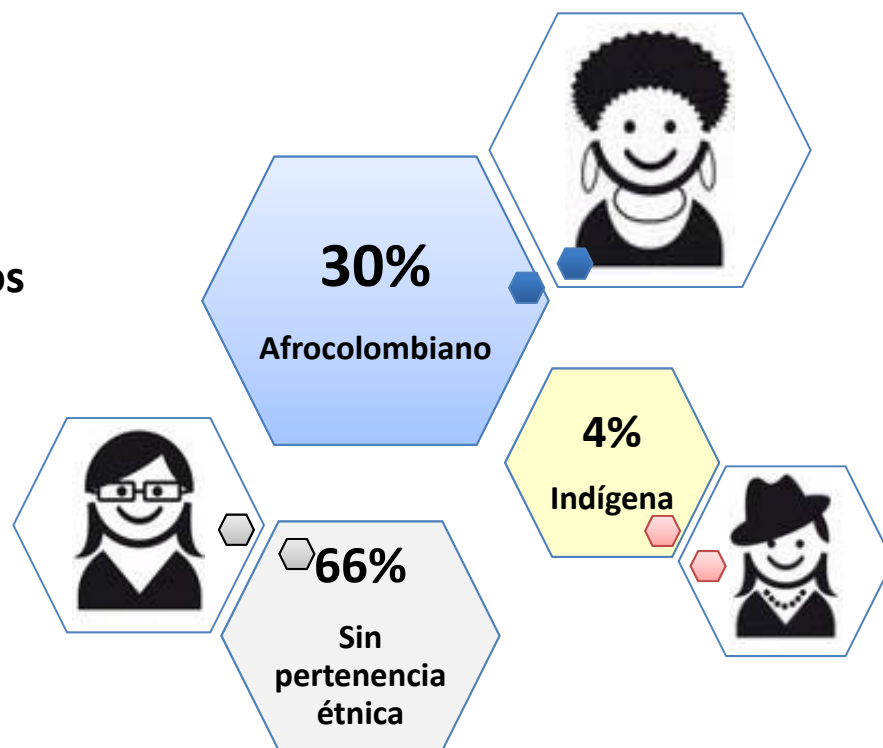 30%
Afrocolombiano
4%
Indígena
66%
Sin
pertenencia
étnica